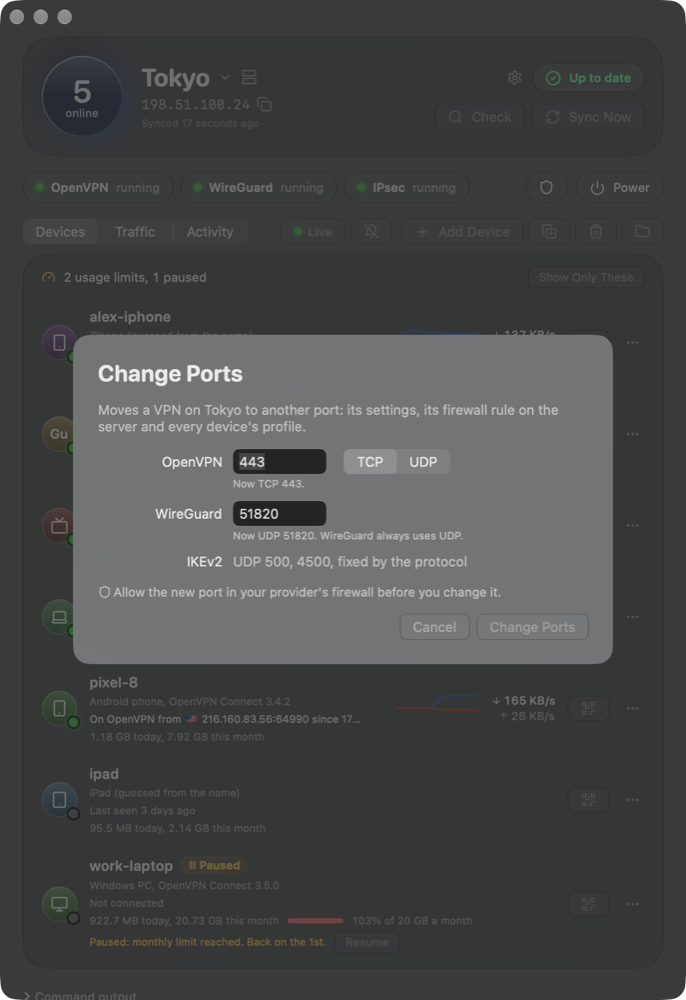 5
online
Tokyo
198.51.100.24
Synced 17 seconds ago
Up to date
Check
Sync Now
OpenVPN running
WireGuard running
IPsec running
Power
Devices
Traffic
Activity
Live
Add Device
2 usage limits, 1 paused
Show Only These
alex-iphone
iPhone (guessed from the name)
↓ 137 KB/s
Gu
Change Ports
Moves a VPN on Tokyo to another port: its settings, its firewall rule on the
server and every device's profile.
OpenVPN 443 TCP UDP
Now TCP 443.
WireGuard 51820
Now UDP 51820. WireGuard always uses UDP.
IKEv2 UDP 500, 4500, fixed by the protocol
Allow the new port in your provider's firewall before you change it.
Cancel
Change Ports
pixel-8
Android phone, OpenVPN Connect 3.4.2
On OpenVPN from 216.160.83.56:64990 since 17...
1.18 GB today, 7.92 GB this month
↓ 165 KB/s
↑ 26 KB/s
ipad
iPad (guessed from the name)
Last seen 3 days ago
95.5 MB today, 2.14 GB this month
work-laptop Paused
Windows PC, OpenVPN Connect 3.5.0
Not connected
922.7 MB today, 20.73 GB this month 103% of 20 GB a month
Paused: monthly limit reached. Back on the 1st. Resume
Command output